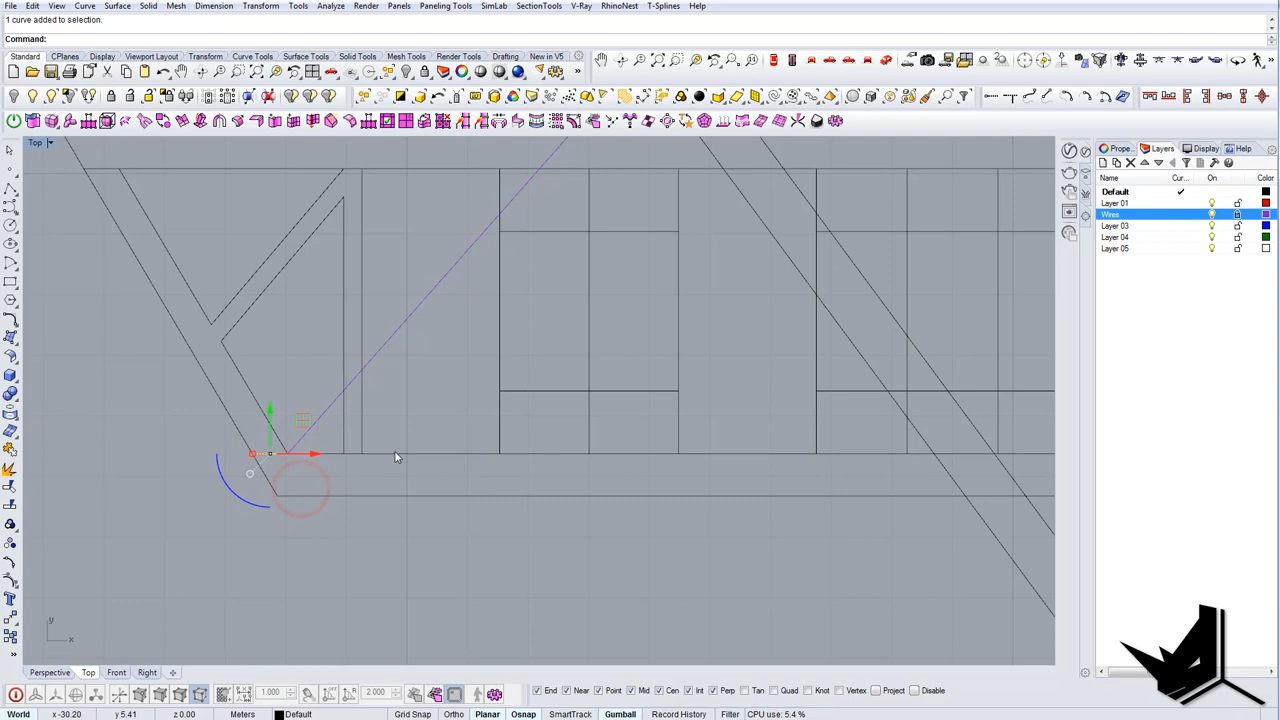 File Edit View Curve Surface Solid Mesh Dimension Transform Tools Analyze Render Panels Paneling Tools SimLab SectionTools V-Ray RhinoNest T-Splines Help
1 curve added to selection.
Command:
Standard CPlanes Display Viewport Layout Transform Curve Tools Surface Tools Solid Tools Mesh Tools Render Tools Drafting New in V5
Top
Prope... Layers Display Help
Name Cur... On Color
Default
Layer 01
Wires
Layer 03
Layer 04
Layer 05
y
x
Perspective Top Front Right
1.000 2.000 End Near Point Mid Cen Int Perp Tan Quad Knot Vertex Project Disable
World x -30.20 y 5.41 z 0.00 Meters Default Grid Snap Ortho Planar Osnap SmartTrack Gumball Record History Filter CPU use: 5.4 %